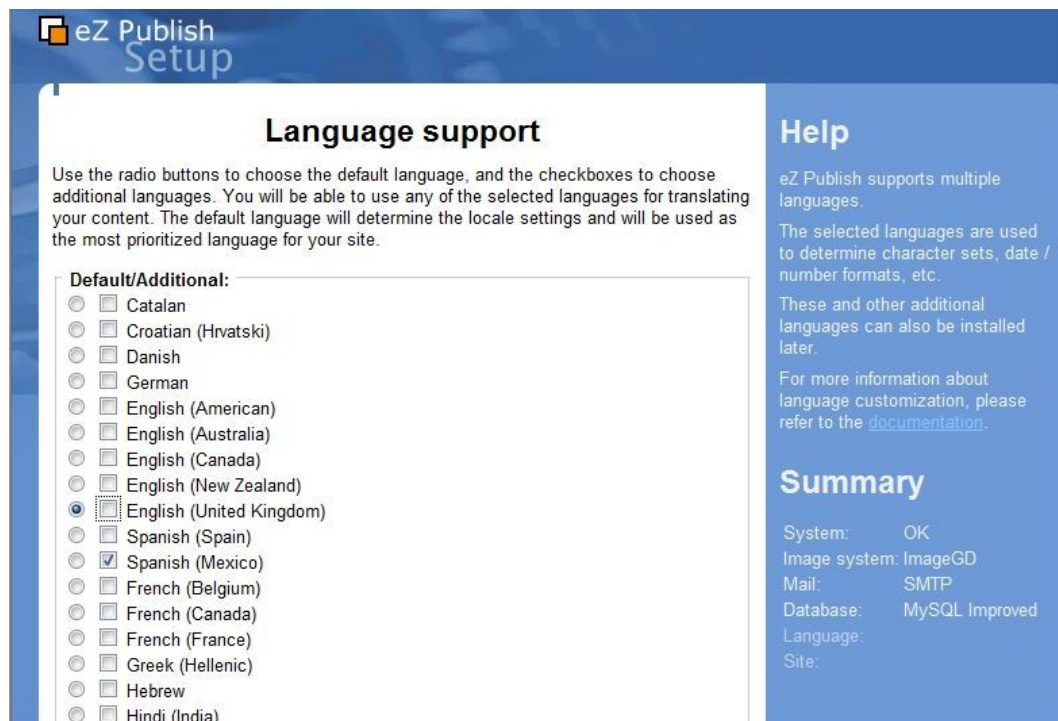 eZ Publish
Setup
Language support
Use the radio buttons to choose the default language, and the checkboxes to choose
additional languages. You will be able to use any of the selected languages for translating
your content. The default language will determine the locale settings and will be used as
the most prioritized language for your site.
Default/Additional:
Catalan
Croatian (Hrvatski)
Danish
German
English (American)
English (Australia)
English (Canada)
English (New Zealand)
English (United Kingdom)
Spanish (Spain)
Spanish (Mexico)
French (Belgium)
French (Canada)
French (France)
Greek (Hellenic)
Hebrew
Hindi (India)
Help
eZ Publish supports multiple
languages.
The selected languages are used
to determine character sets, date /
number formats, etc.
These and other additional
languages can also be installed
later.
For more information about
language customization, please
refer to the documentation.
Summary
System: OK
Image system: ImageGD
Mail: SMTP
Database: MySQL Improved
Language:
Site: